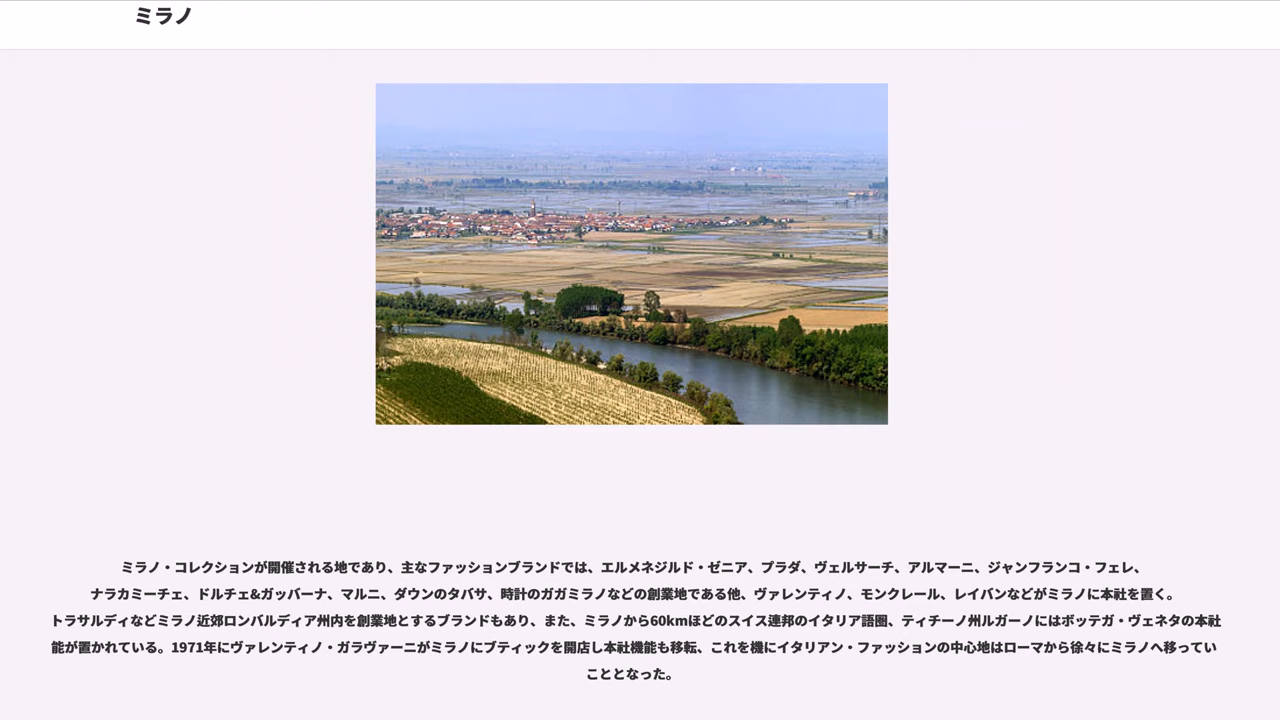 ミラノ
ミラノ・コレクションが開催される地であり、主なファッションブランドでは、エルメネジルド・ゼニア、プラダ、ヴェルサーチ、アルマーニ、ジャンフランコ・フェレ、
ナラカミーチェ、ドルチェ&ガッバーナ、マルニ、ダウンのタバサ、時計のガガミラノなどの創業地である他、ヴァレンティノ、モンクレール、レイバンなどがミラノに本社を置く。
トラサルディなどミラノ近郊ロンバルディア州内を創業地とするブランドもあり、また、ミラノから60kmほどのスイス連邦のイタリア語圏、ティチーノ州ルガーノにはボッテガ・ヴェネタの本社
能が置かれている。1971年にヴァレンティノ・ガラヴァーニがミラノにブティックを開店し本社機能も移転、これを機にイタリアン・ファッションの中心地はローマから徐々にミラノへ移ってい
こととなった。